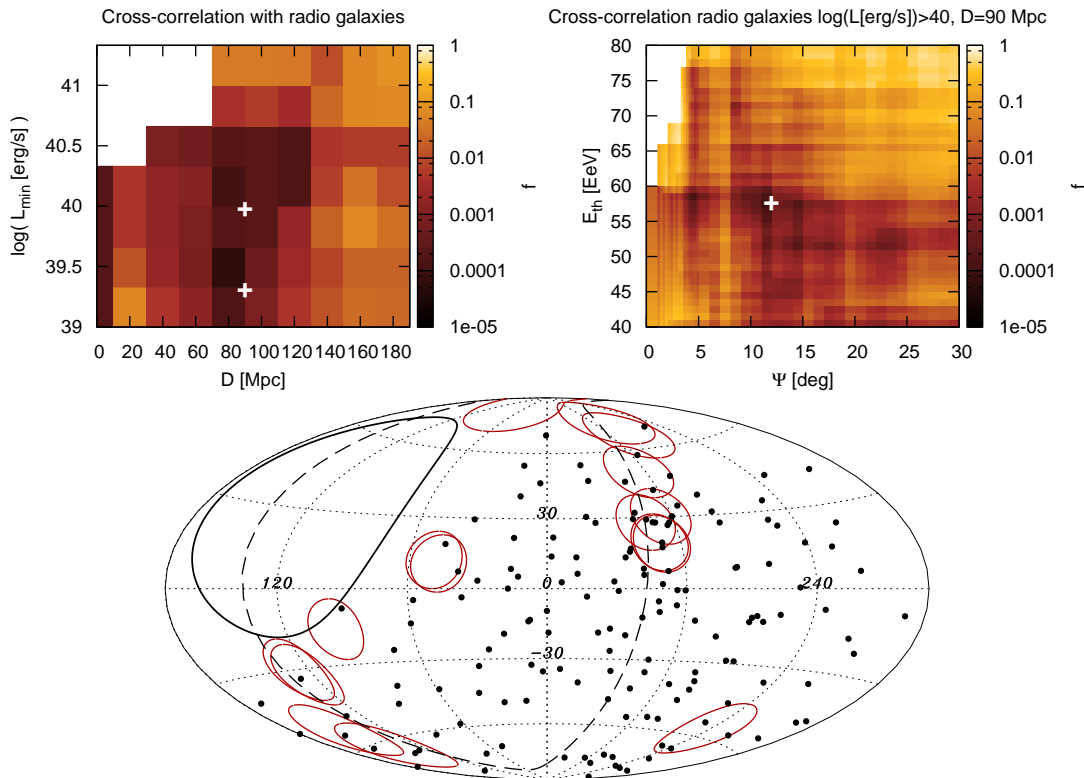 Cross-correlation with radio galaxies
41
40.5
40
39.5
39
log( L_min [erg/s] )
0 20 40 60 80 100 120 140 160 180
D [Mpc]
1
0.1
0.01
0.001
0.0001
1e-05
f
Cross-correlation radio galaxies log(L[erg/s])>40, D=90 Mpc
80
75
70
65
60
55
50
45
40
E_th [EeV]
0 5 10 15 20 25 30
Ψ [deg]
1
0.1
0.01
0.001
0.0001
1e-05
f
30
120 0 240
-30